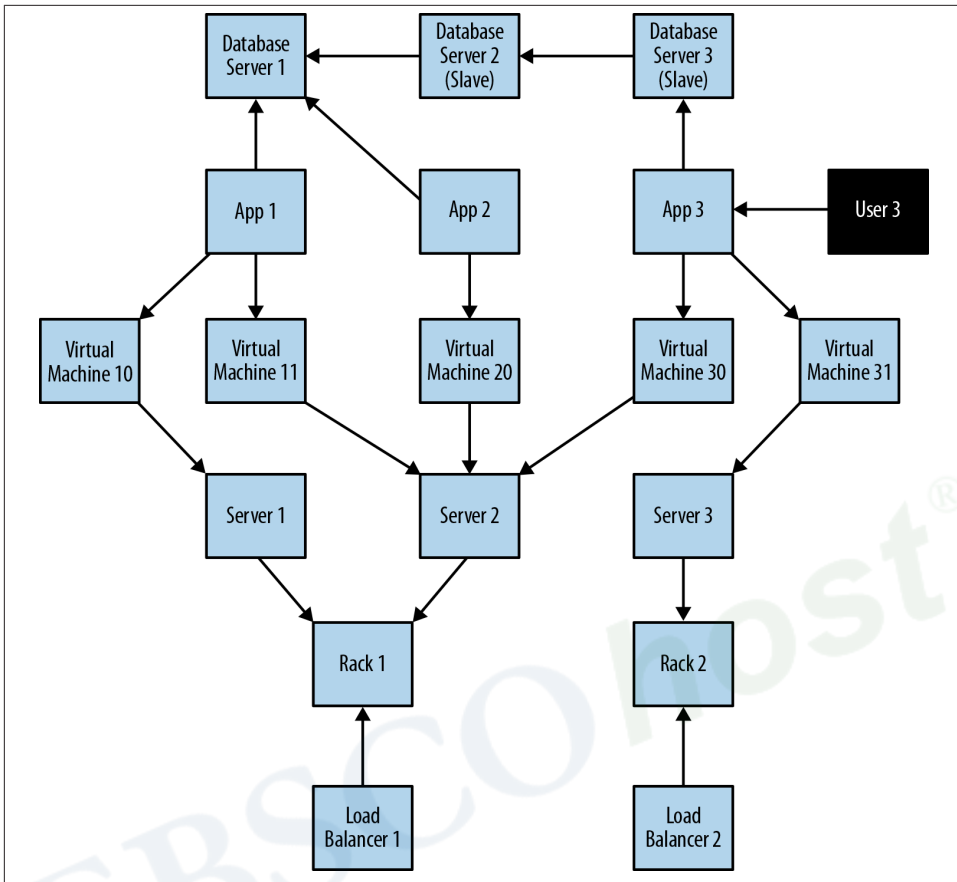 Database
Server 1
Database
Server 2
(Slave)
Database
Server 3
(Slave)
App 1
App 2
App 3
User 3
Virtual
Machine 10
Virtual
Machine 11
Virtual
Machine 20
Virtual
Machine 30
Virtual
Machine 31
Server 1
Server 2
Server 3
Rack 1
Rack 2
Load
Balancer 1
Load
Balancer 2
EBSCOhost®